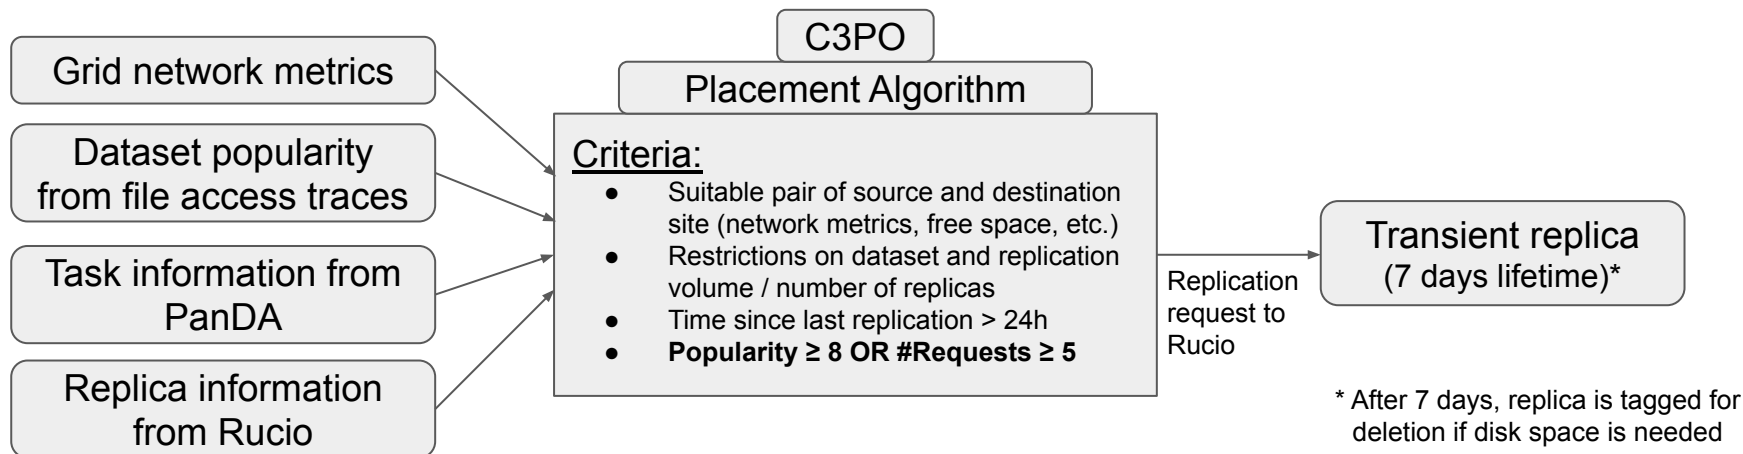 Grid network metrics
Dataset popularity
from file access traces
Task information from
PanDA
Replica information
from Rucio
C3PO
Placement Algorithm
Criteria:
● Suitable pair of source and destination
site (network metrics, free space, etc.)
● Restrictions on dataset and replication
volume / number of replicas
● Time since last replication > 24h
● Popularity ≥ 8 OR #Requests ≥ 5
Replication
request to
Rucio
Transient replica
(7 days lifetime)*
* After 7 days, replica is tagged for
deletion if disk space is needed